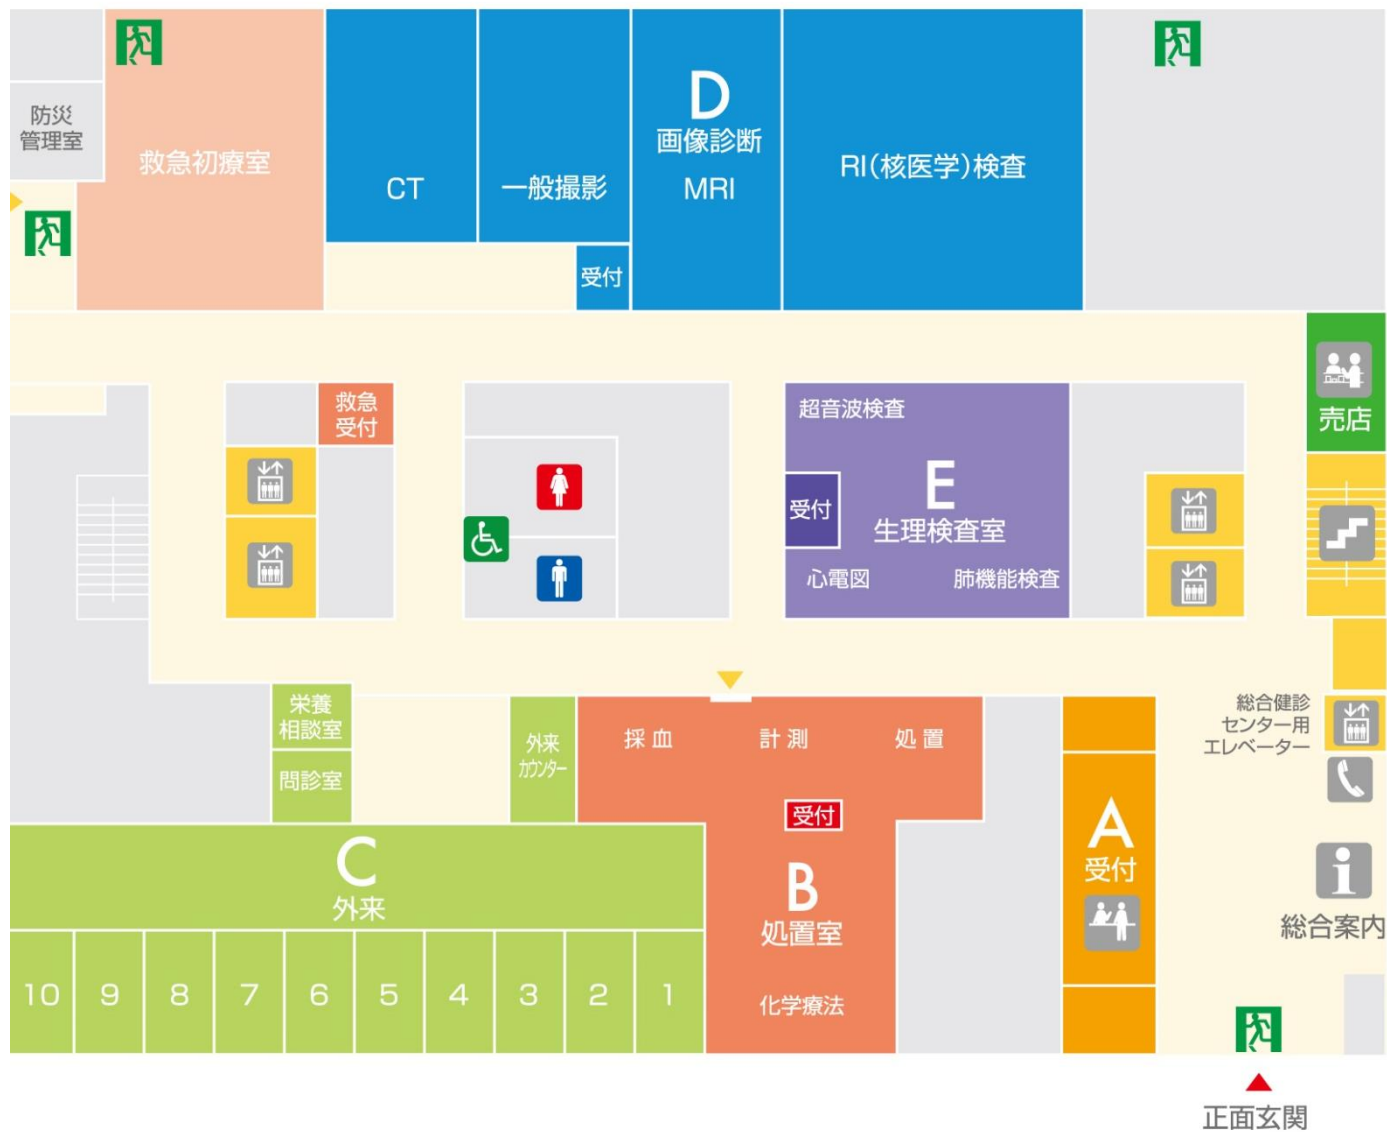 防災
管理室
救急初療室
CT
一般撮影
受付
D
画像診断
MRI
RI(核医学)検査
売店
救急
受付
超音波検査
E
受付
生理検査室
心電図
肺機能検査
栄養
相談室
問診室
外来
カウンター
採血
計測
処置
受付
B
処置室
化学療法
A
受付
総合健診
センター用
エレベーター
総合案内
C
外来
10
9
8
7
6
5
4
3
2
1
正面玄関